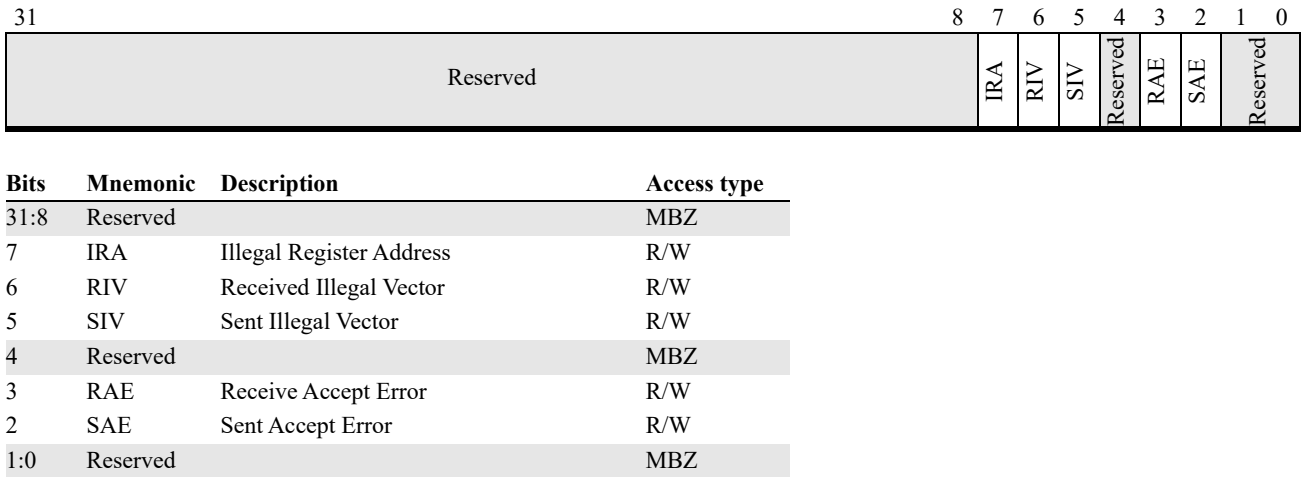 31 8 7 6 5 4 3 2 1 0
Reserved IRA RIV SIV Reserved RAE SAE Reserved
Bits Mnemonic Description Access type
31:8 Reserved MBZ
7 IRA Illegal Register Address R/W
6 RIV Received Illegal Vector R/W
5 SIV Sent Illegal Vector R/W
4 Reserved MBZ
3 RAE Receive Accept Error R/W
2 SAE Sent Accept Error R/W
1:0 Reserved MBZ